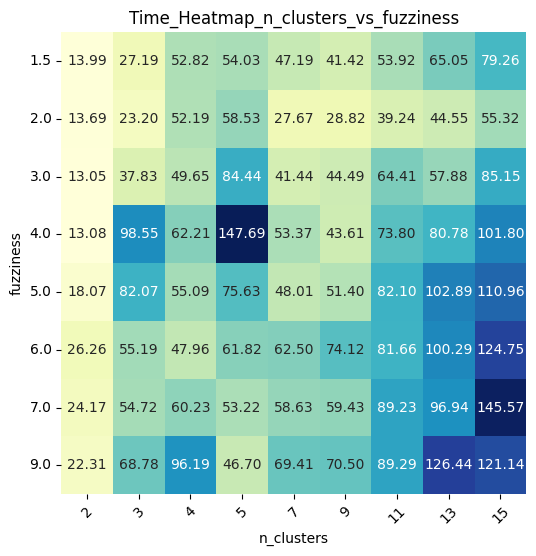 Time_Heatmap_n_clusters_vs_fuzziness
fuzziness
1.5 13.99 27.19 52.82 54.03 47.19 41.42 53.92 65.05 79.26
2.0 13.69 23.20 52.19 58.53 27.67 28.82 39.24 44.55 55.32
3.0 13.05 37.83 49.65 84.44 41.44 44.49 64.41 57.88 85.15
4.0 13.08 98.55 62.21 147.69 53.37 43.61 73.80 80.78 101.80
5.0 18.07 82.07 55.09 75.63 48.01 51.40 82.10 102.89 110.96
6.0 26.26 55.19 47.96 61.82 62.50 74.12 81.66 100.29 124.75
7.0 24.17 54.72 60.23 53.22 58.63 59.43 89.23 96.94 145.57
9.0 22.31 68.78 96.19 46.70 69.41 70.50 89.29 126.44 121.14
2 3 4 5 7 9 11 13 15
n_clusters